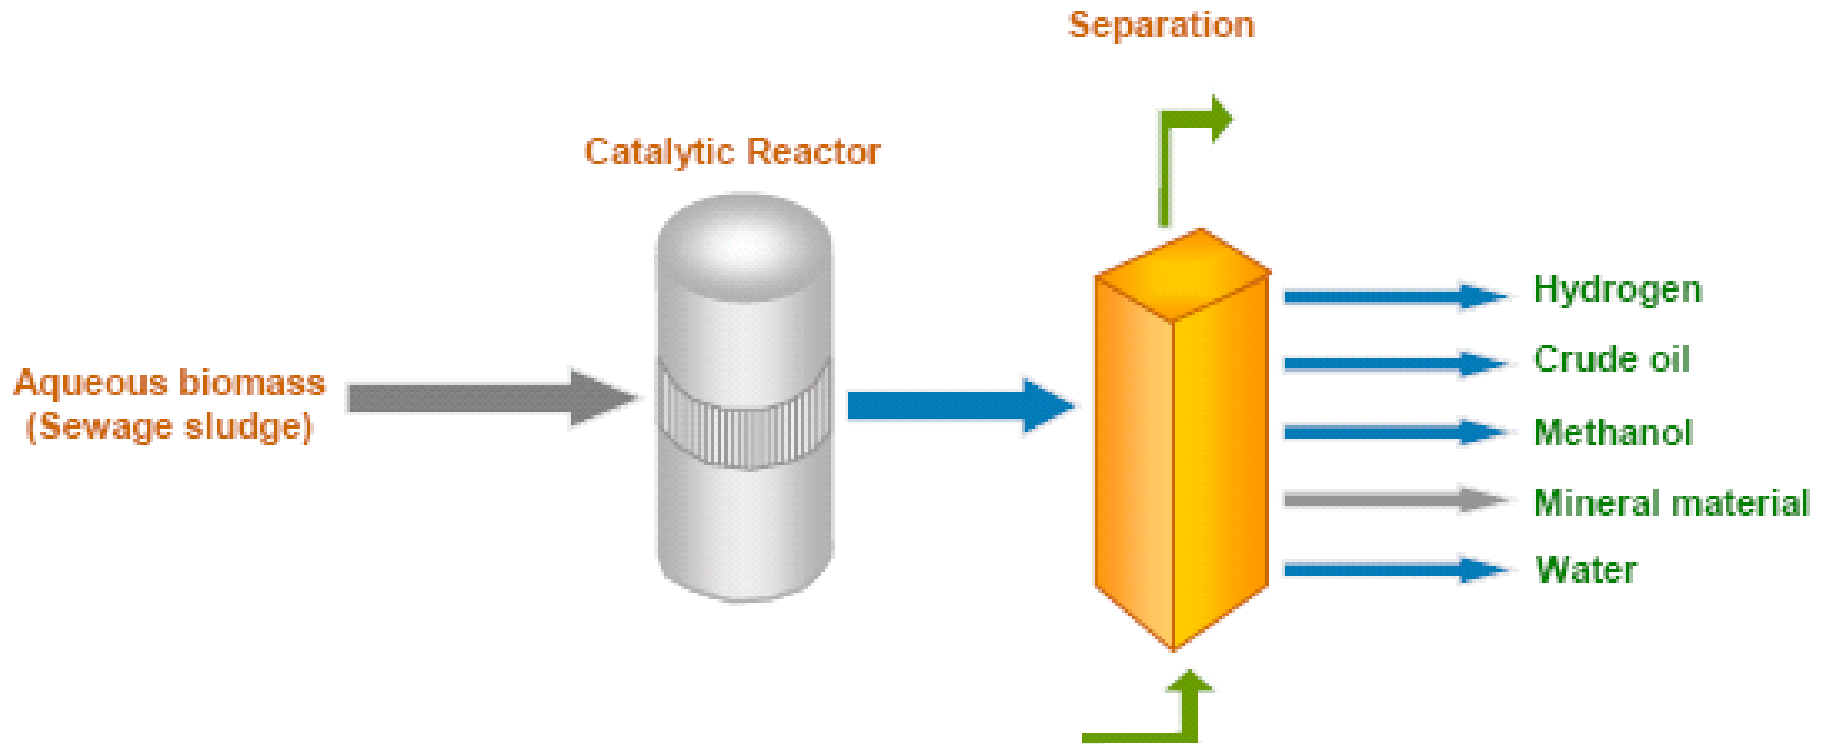 Separation
Catalytic Reactor
Aqueous biomass
(Sewage sludge)
Hydrogen
Crude oil
Methanol
Mineral material
Water